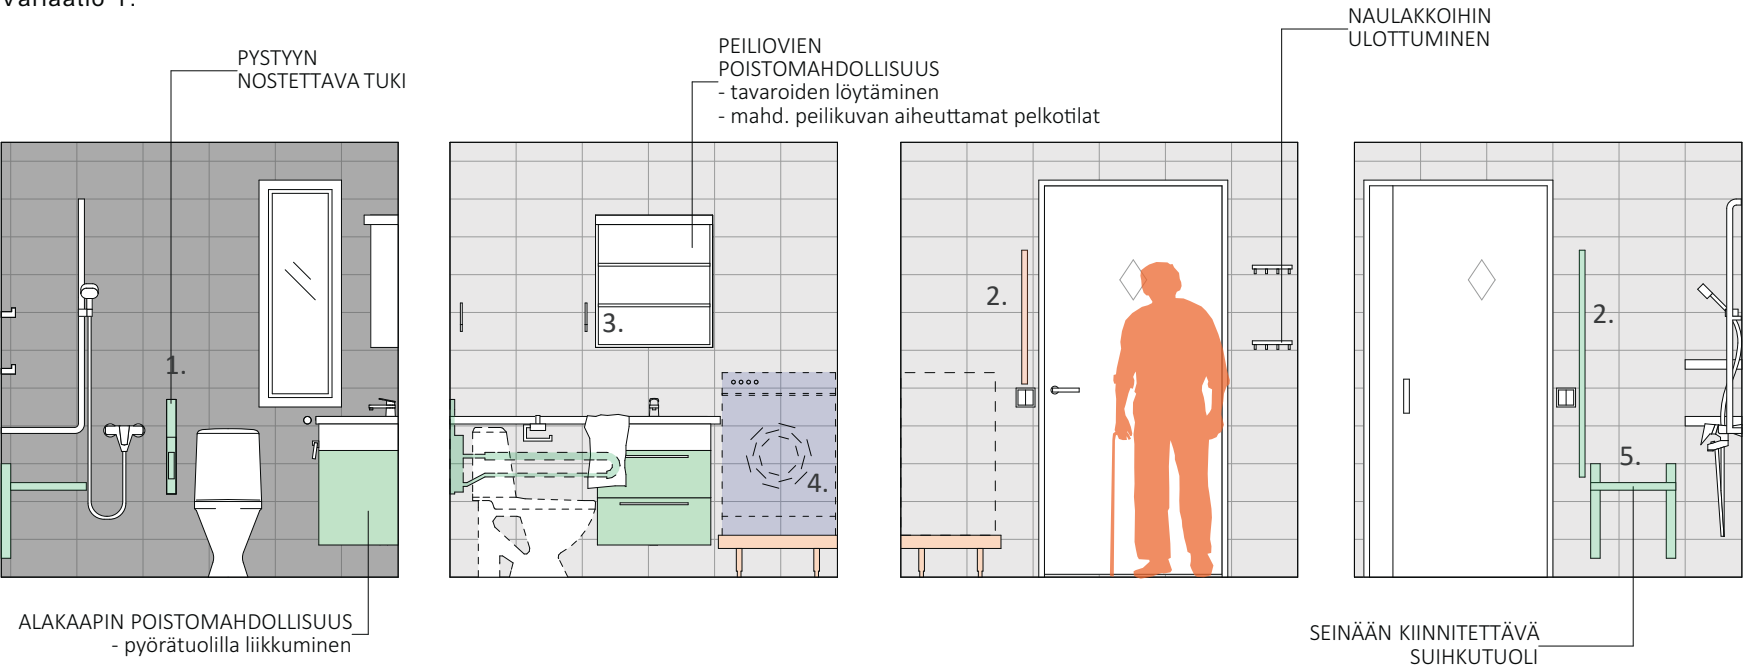 Variaatio 1.
NAULAKKOIHIN
ULOTTUMINEN
PYSTYYN
NOSTETTAVA TUKI
PEILIOVIEN
POISTOMAHDOLLISUUS
- tavaroiden löytäminen
- mahd. peilikuvan aiheuttamat pelkotilat
1.
3.
4.
2.
2.
5.
ALAKAAPIN POISTOMAHDOLLISUUS
- pyörätuolilla liikkuminen
SEINÄÄN KIINNITETTÄVÄ
SUIHKUTUOLI